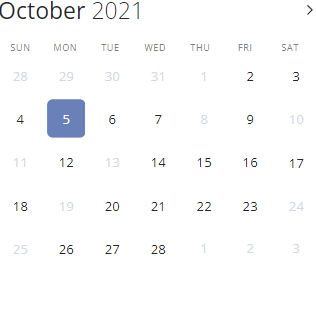 October 2021
SUN MON TUE WED THU FRI SAT
28 29 30 31 1 2 3
4 5 6 7 8 9 10
11 12 13 14 15 16 17
18 19 20 21 22 23 24
25 26 27 28 1 2 3